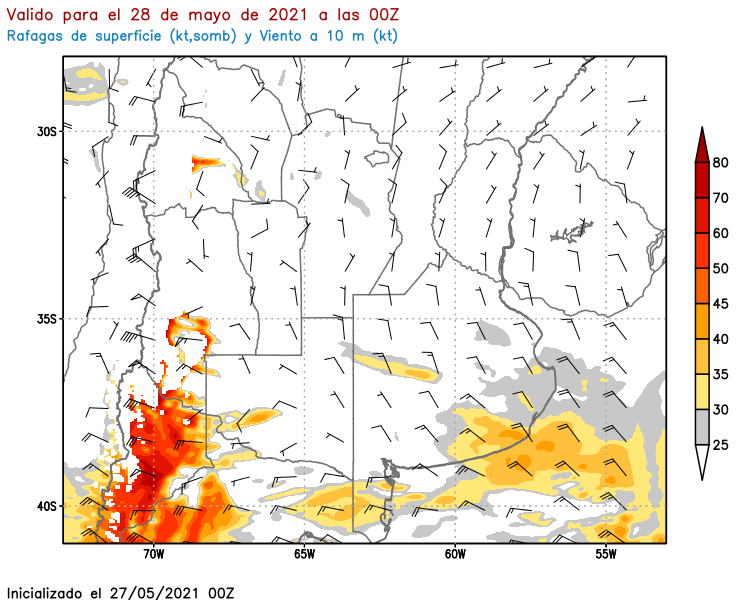 Valido para el 28 de mayo de 2021 a las 00Z
Rafagas de superficie (kt,somb) y Viento a 10 m (kt)
30S
35S
40S
70W
65W
60W
55W
80
70
60
50
45
40
35
30
25
Inicializado el 27/05/2021 00Z